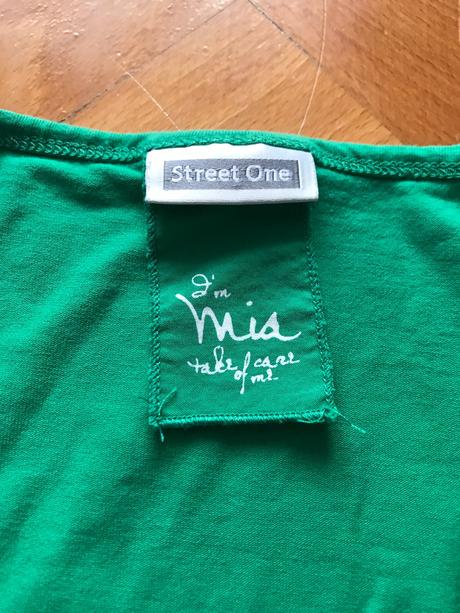 Street One
I'm
Mia
take care
of me